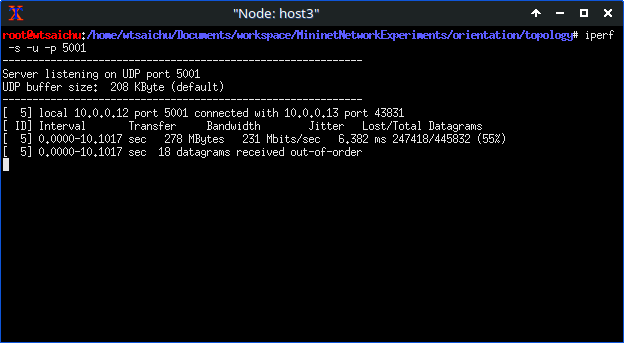 "Node: host3"
root@wtsaichu:/home/wtsaichu/Documents/workspace/MininetNetworkExperiments/orientation/topology# iperf
-s -u -p 5001
------------------------------------------------------------
Server listening on UDP port 5001
UDP buffer size:  208 KByte (default)
------------------------------------------------------------
[  5] local 10.0.0.12 port 5001 connected with 10.0.0.13 port 43831
[ ID] Interval       Transfer     Bandwidth        Jitter   Lost/Total Datagrams
[  5] 0.0000-10.1017 sec   278 MBytes   231 Mbits/sec   6.382 ms 247418/445832 (55%)
[  5] 0.0000-10.1017 sec  18 datagrams received out-of-order